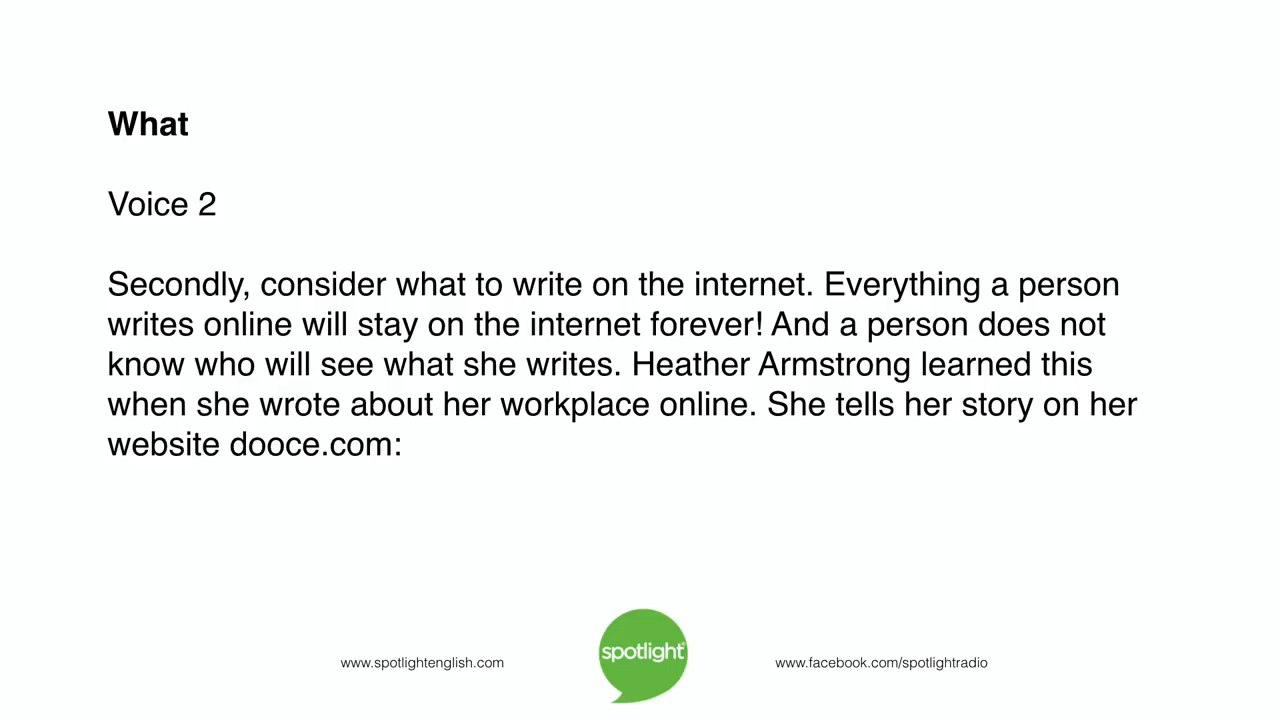 What
Voice 2
Secondly, consider what to write on the internet. Everything a person
writes online will stay on the internet forever! And a person does not
know who will see what she writes. Heather Armstrong learned this
when she wrote about her workplace online. She tells her story on her
website dooce.com:
www.spotlightenglish.com
spotlight®
www.facebook.com/spotlightradio